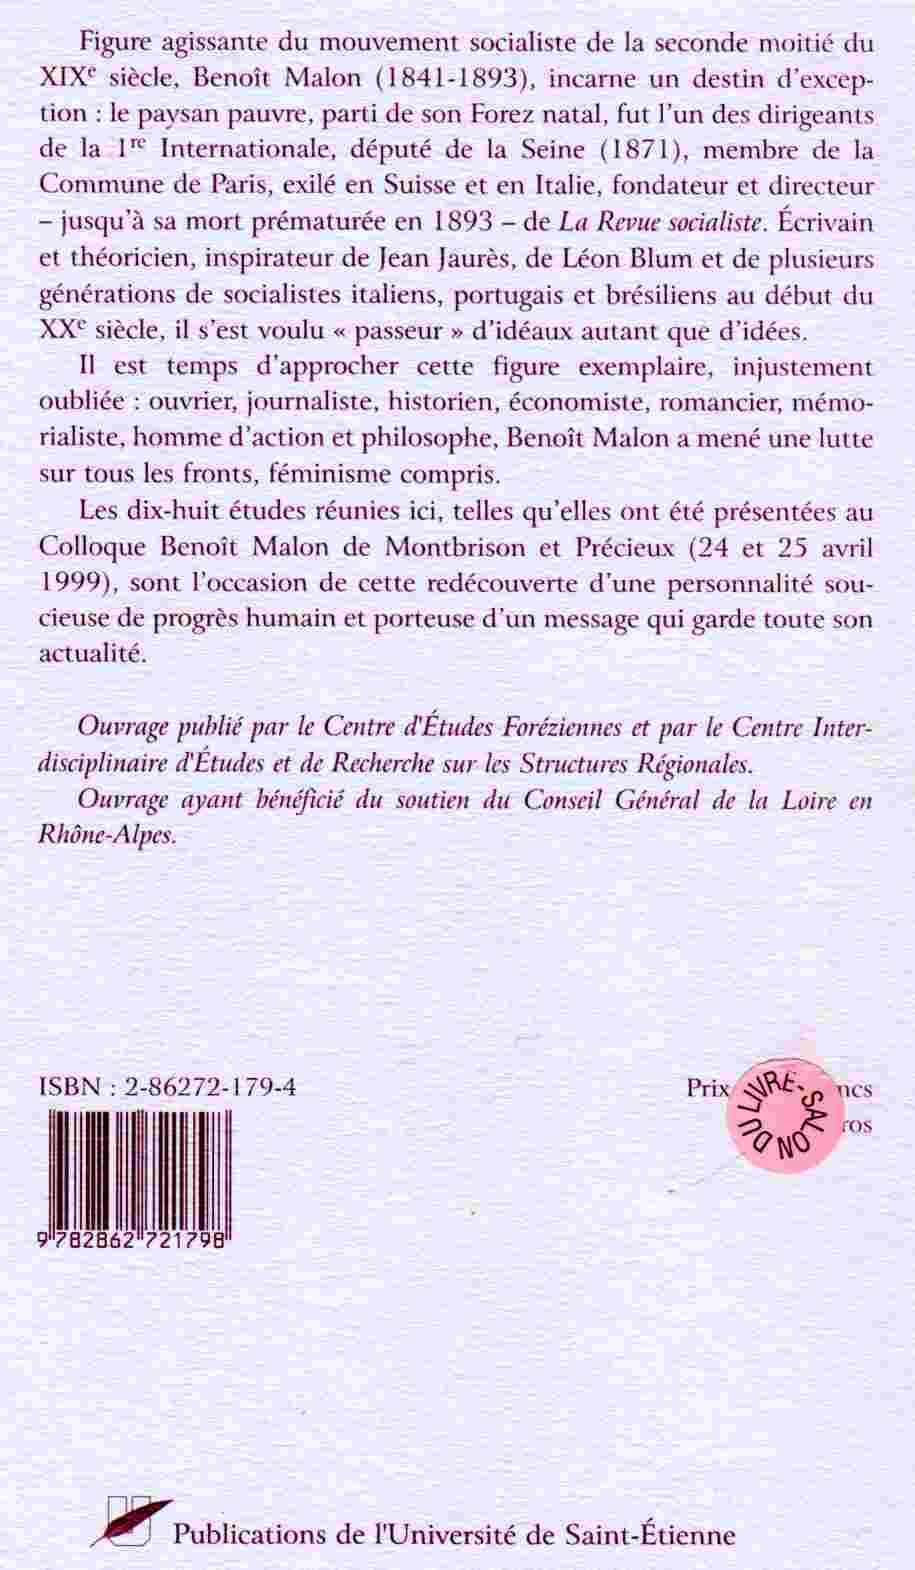 Figure agissante du mouvement socialiste de la seconde moitié du
XIXe siècle, Benoît Malon (1841-1893), incarne un destin d'excep-
tion : le paysan pauvre, parti de son Forez natal, fut l'un des dirigeants
de la 1re Internationale, député de la Seine (1871), membre de la
Commune de Paris, exilé en Suisse et en Italie, fondateur et directeur
– jusqu'à sa mort prématurée en 1893 – de La Revue socialiste. Écrivain
et théoricien, inspirateur de Jean Jaurès, de Léon Blum et de plusieurs
générations de socialistes italiens, portugais et brésiliens au début du
XXe siècle, il s'est voulu « passeur » d'idéaux autant que d'idées.
Il est temps d'approcher cette figure exemplaire, injustement
oubliée : ouvrier, journaliste, historien, économiste, romancier, mémo-
rialiste, homme d'action et philosophe, Benoît Malon a mené une lutte
sur tous les fronts, féminisme compris.
Les dix-huit études réunies ici, telles qu'elles ont été présentées au
Colloque Benoît Malon de Montbrison et Précieux (24 et 25 avril
1999), sont l'occasion de cette redécouverte d'une personnalité sou-
cieuse de progrès humain et porteuse d'un message qui garde toute son
actualité.
Ouvrage publié par le Centre d'Études Foréziennes et par le Centre Inter-
disciplinaire d'Études et de Recherche sur les Structures Régionales.
Ouvrage ayant bénéficié du soutien du Conseil Général de la Loire en
Rhône-Alpes.
ISBN : 2-86272-179-4
Prix ncs
ros
SALON DU LIVRE-
9 782862 721798
Publications de l'Université de Saint-Étienne